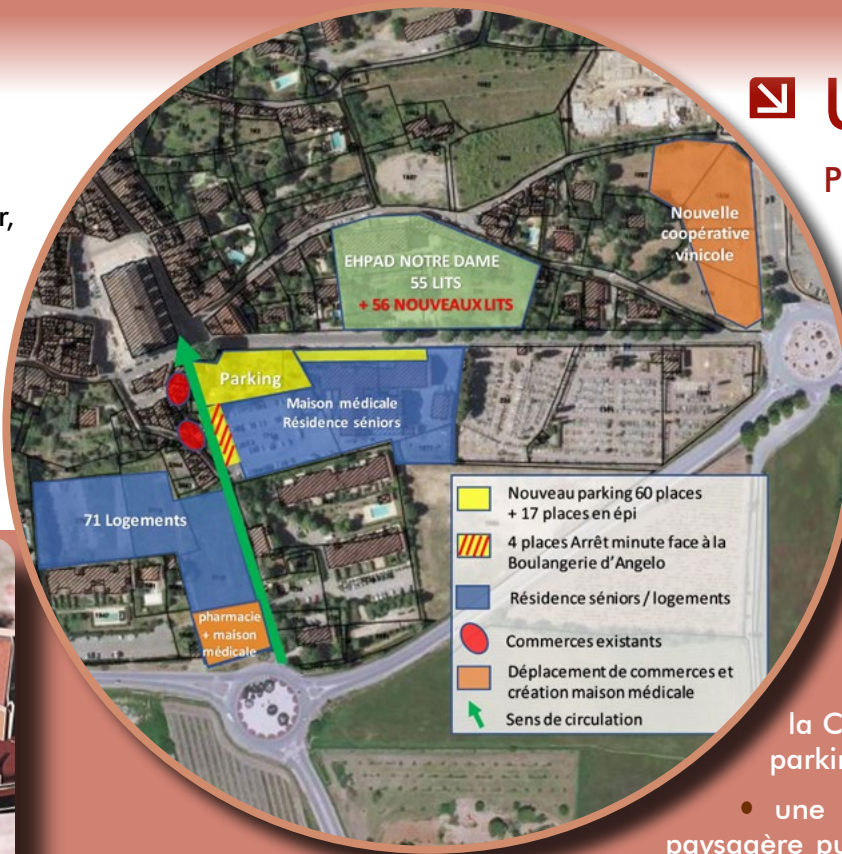 r,
U
P
Nouvelle
coopérative
vinicole
EHPAD NOTRE DAME
55 LITS
+ 56 NOUVEAUX LITS
Parking
Maison médicale
Résidence séniors
71 Logements
pharmacie
+ maison
médicale
Nouveau parking 60 places
+ 17 places en épi
4 places Arrêt minute face à la
Boulangerie d'Angelo
Résidence séniors / logements
Commerces existants
Déplacement de commerces et
création maison médicale
Sens de circulation
la C
parkin
• une
paysagère pu